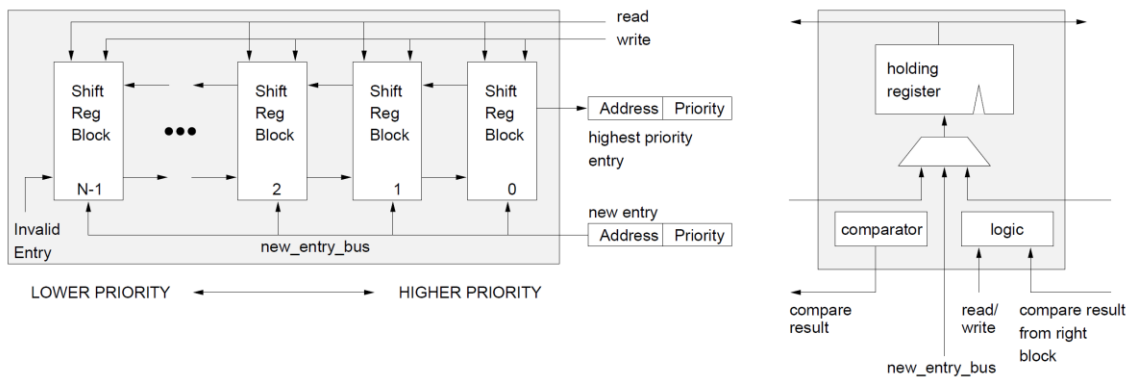 read
write
Shift
Reg
Block
N-1
Shift
Reg
Block
2
Shift
Reg
Block
1
Shift
Reg
Block
0
Address Priority
highest priority
entry
new entry
Address Priority
Invalid
Entry
new_entry_bus
LOWER PRIORITY
HIGHER PRIORITY
holding
register
comparator
logic
compare
result
read/
write
compare result
from right
block
new_entry_bus